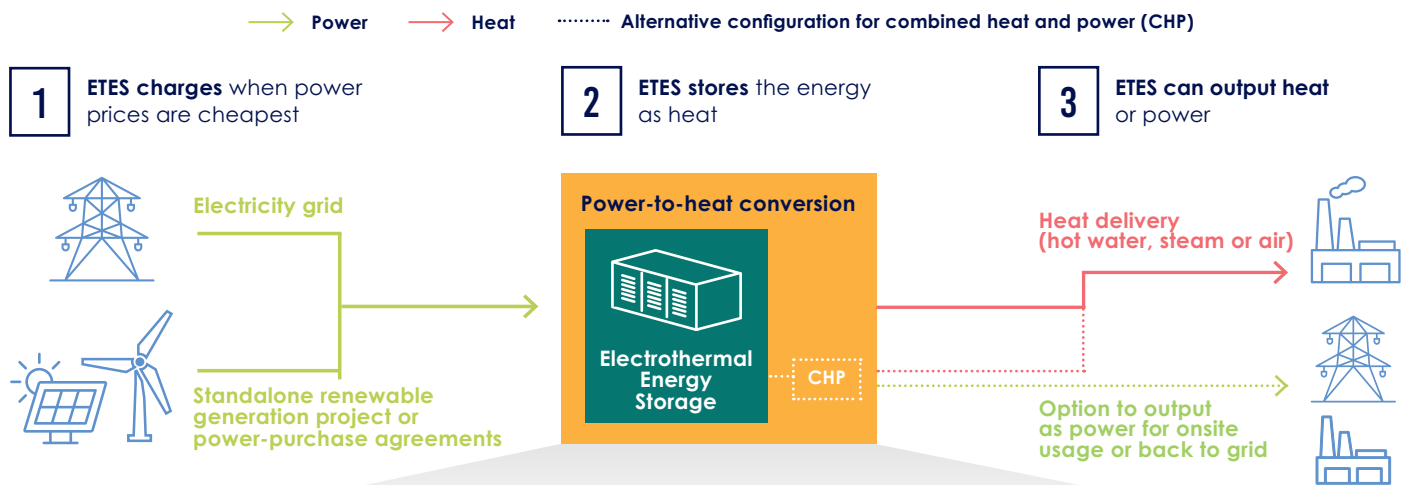 Power
Heat
Alternative configuration for combined heat and power (CHP)
1
ETES charges when power
prices are cheapest
2
ETES stores the energy
as heat
3
ETES can output heat
or power
Electricity grid
Standalone renewable
generation project or
power-purchase agreements
Power-to-heat conversion
Electrothermal
Energy
Storage
CHP
Heat delivery
(hot water, steam or air)
Option to output
as power for onsite
usage or back to grid